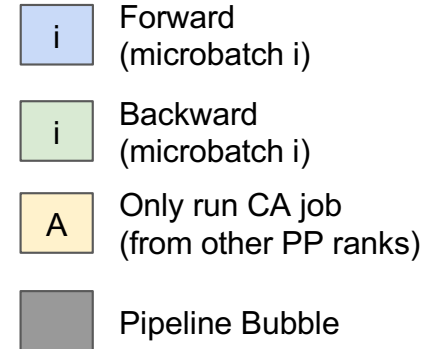 i
Forward
(microbatch i)
i
Backward
(microbatch i)
A
Only run CA job
(from other PP ranks)
Pipeline Bubble